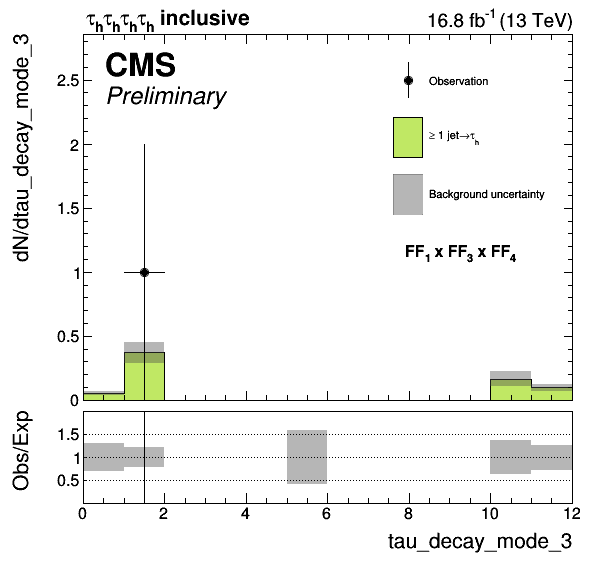 τhτhτhτh inclusive
16.8 fb⁻¹ (13 TeV)
CMS
Preliminary
Observation
≥ 1 jet→τh
Background uncertainty
FF₁ x FF₃ x FF₄
dN/dtau_decay_mode_3
2.5
2
1.5
1
0.5
0
Obs/Exp
1.5
1
0.5
0 2 4 6 8 10 12
tau_decay_mode_3